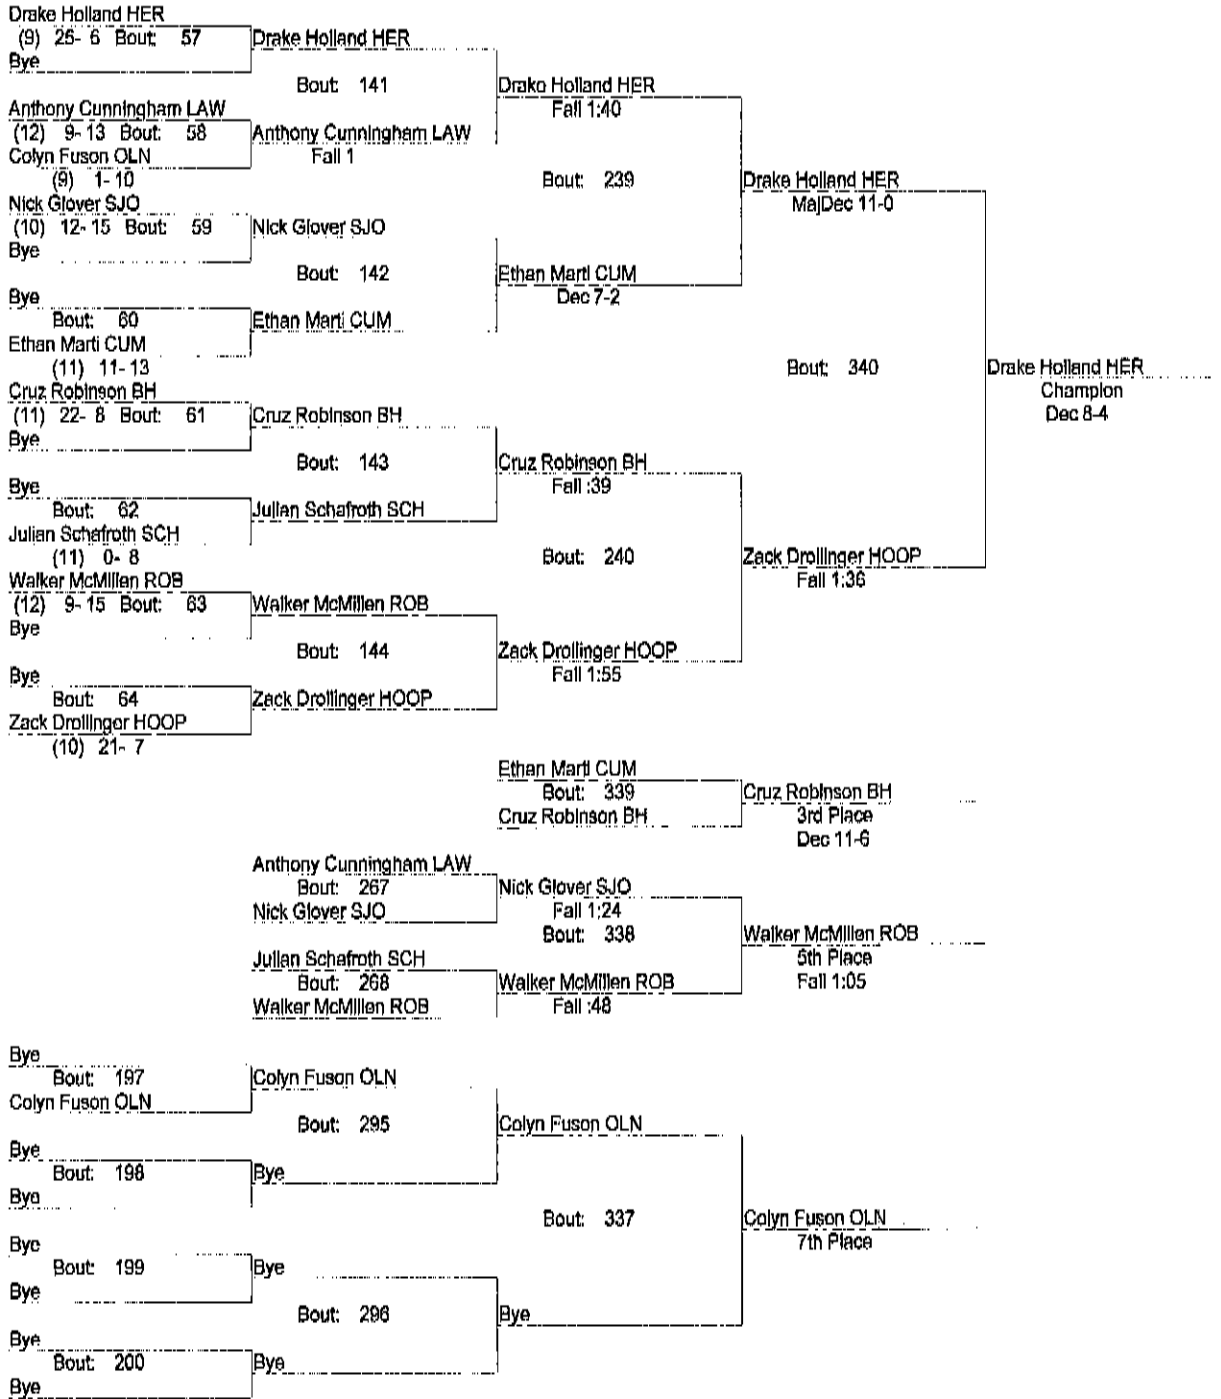 Drake Holland HER
(9) 25- 6 Bout: 57
Bye
Drake Holland HER
Bout: 141
Anthony Cunningham LAW
(12) 9- 13 Bout: 58
Colyn Fuson OLN
(9) 1- 10
Anthony Cunningham LAW
Fall 1
Drake Holland HER
Fall 1:40
Bout: 239
Nick Glover SJO
(10) 12- 15 Bout: 59
Bye
Nick Glover SJO
Bout: 142
Bye
Bout: 60
Ethan Marti CUM
(11) 11- 13
Ethan Marti CUM
Ethan Marti CUM
Dec 7-2
Drake Holland HER
MajDec 11-0
Bout: 340
Cruz Robinson BH
(11) 22- 8 Bout: 61
Bye
Cruz Robinson BH
Bout: 143
Bye
Bout: 62
Julian Schafroth SCH
(11) 0- 8
Julian Schafroth SCH
Cruz Robinson BH
Fall :39
Bout: 240
Walker McMillen ROB
(12) 9- 15 Bout: 63
Bye
Walker McMillen ROB
Bout: 144
Bye
Bout: 64
Zack Drollinger HOOP
(10) 21- 7
Zack Drollinger HOOP
Zack Drollinger HOOP
Fall 1:55
Zack Drollinger HOOP
Fall 1:36
Drake Holland HER
Champion
Dec 8-4
Ethan Marti CUM
Bout: 339
Cruz Robinson BH
Cruz Robinson BH
3rd Place
Dec 11-6
Anthony Cunningham LAW
Bout: 267
Nick Glover SJO
Nick Glover SJO
Fall 1:24
Bout: 338
Julian Schafroth SCH
Bout: 268
Walker McMillen ROB
Walker McMillen ROB
Fall :48
Walker McMillen ROB
5th Place
Fall 1:05
Bye
Bout: 197
Colyn Fuson OLN
Colyn Fuson OLN
Bout: 295
Bye
Bout: 198
Bye
Bye
Colyn Fuson OLN
Bout: 337
Bye
Bout: 199
Bye
Bye
Bout: 296
Bye
Bout: 200
Bye
Bye
Bye
Colyn Fuson OLN
7th Place